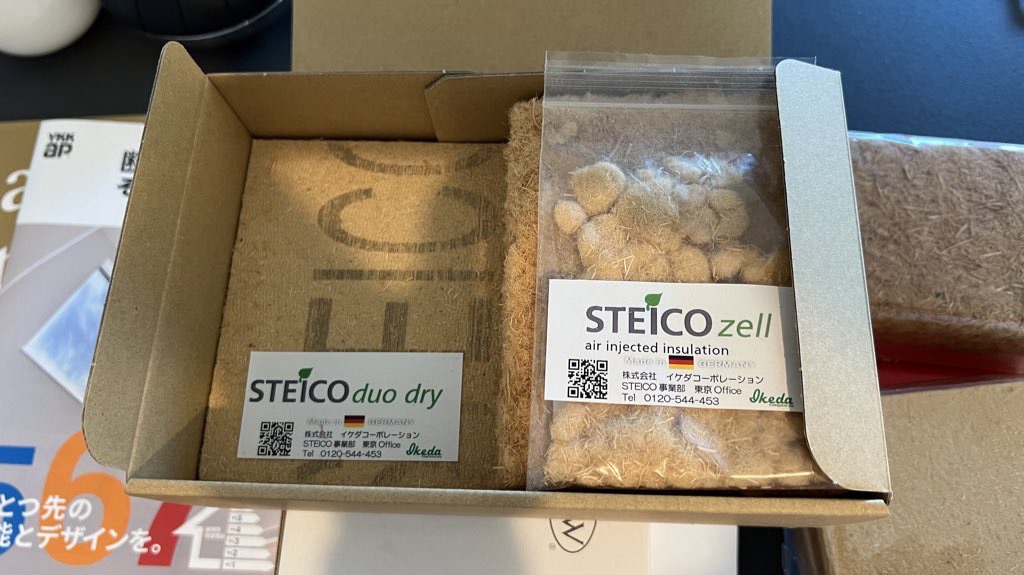 YKK
ap
断
a
STEICO
STEICO duo dry
Made in GERMANY
株式会社 イケダコーポレーション
STEICO 事業部 東京 Office
Tel 0120-544-453
Ikeda
STEICO zell
air injected insulation
Made in GERMANY
株式会社 イケダコーポレーション
STEICO 事業部 東京 Office
Tel 0120-544-453
Ikeda
67
とつ先の
能とデザインを。
W
®